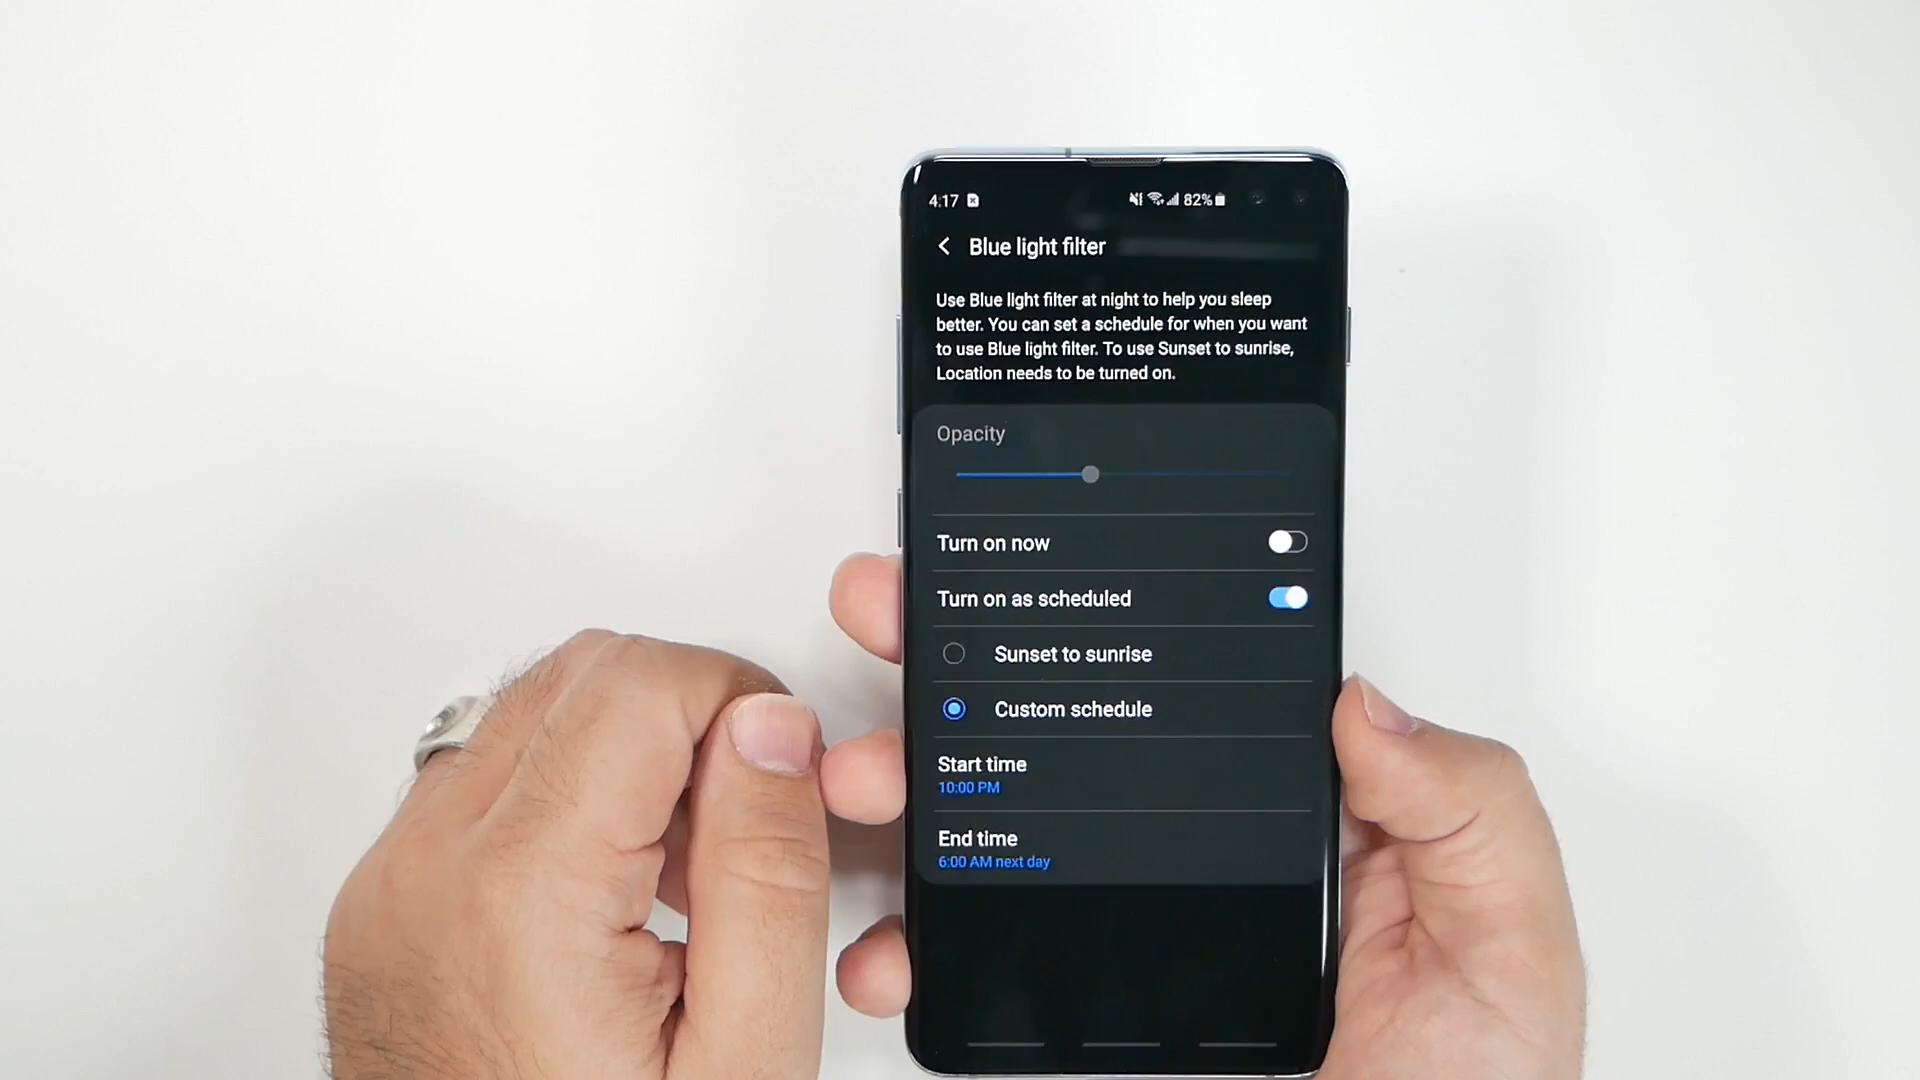 4:17 82%
Blue light filter
Use Blue light filter at night to help you sleep
better. You can set a schedule for when you want
to use Blue light filter. To use Sunset to sunrise,
Location needs to be turned on.
Opacity
Turn on now
Turn on as scheduled
Sunset to sunrise
Custom schedule
Start time
10:00 PM
End time
6:00 AM next day